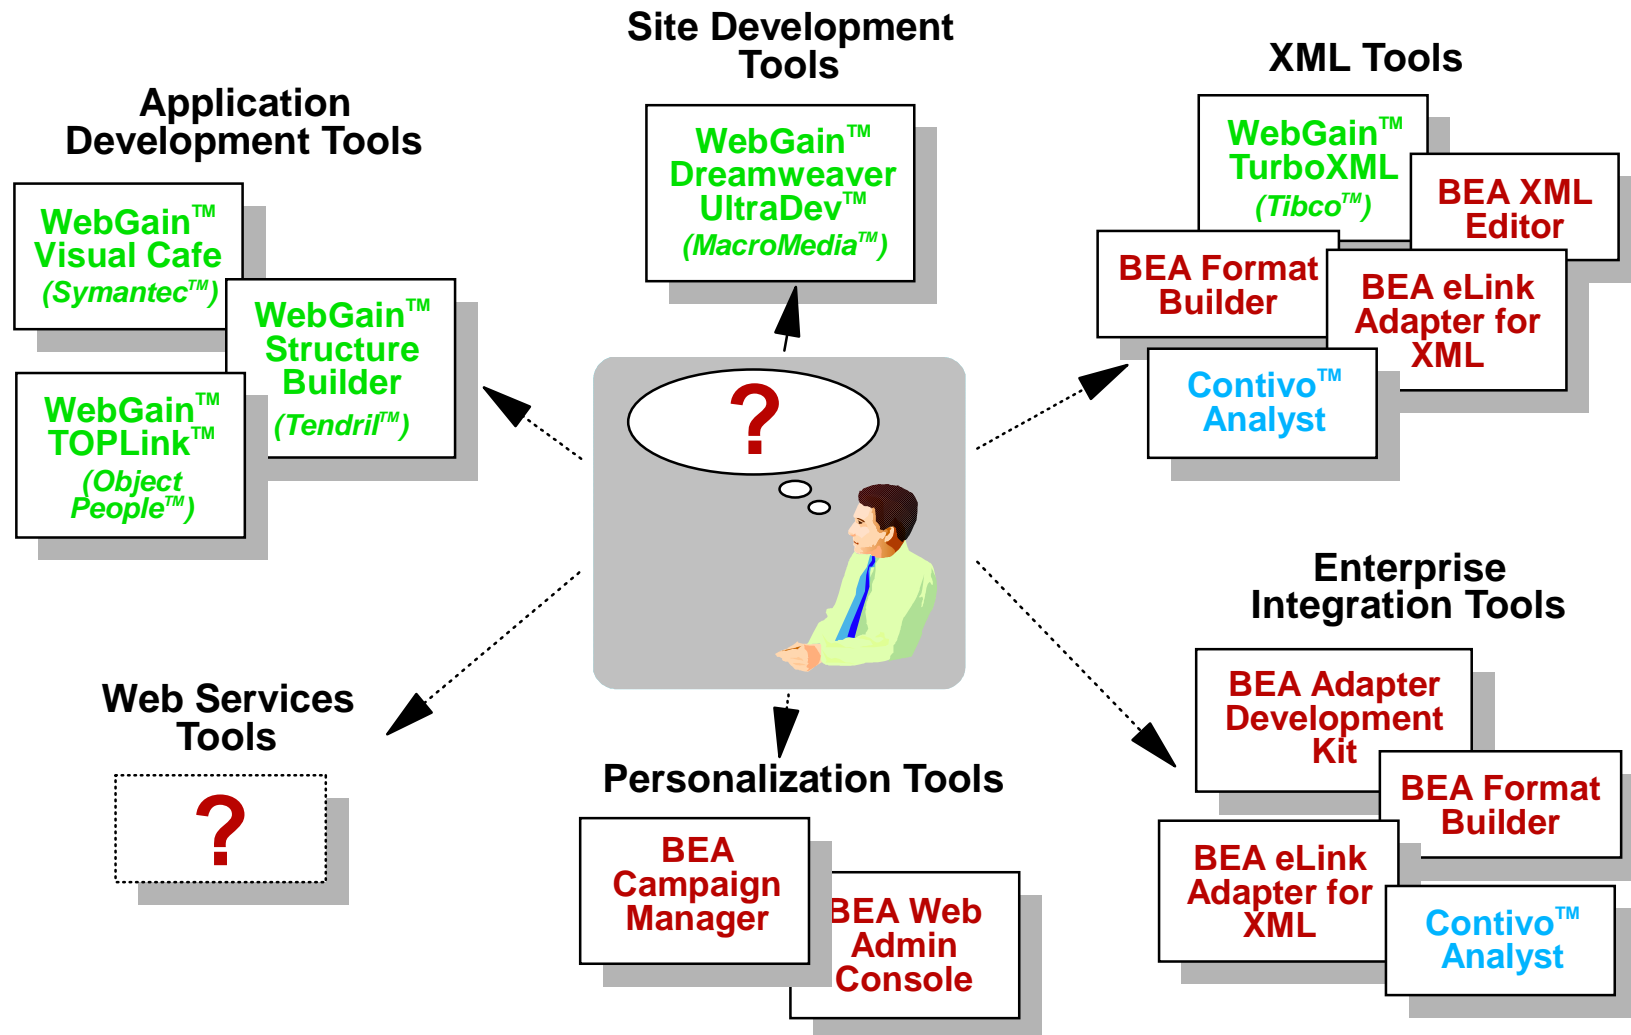 Site Development
Tools
WebGain™
Dreamweaver
UltraDev™
(MacroMedia™)
XML Tools
WebGain™
TurboXML
(Tibco™)
BEA XML
Editor
BEA Format
Builder
BEA eLink
Adapter for
XML
Contivo™
Analyst
Application
Development Tools
WebGain™
Visual Cafe
(Symantec™)
WebGain™
Structure
Builder
(Tendril™)
WebGain™
TOPLink™
(Object
People™)
?
Enterprise
Integration Tools
BEA Adapter
Development
Kit
BEA Format
Builder
BEA eLink
Adapter for
XML
Contivo™
Analyst
Web Services
Tools
?
Personalization Tools
BEA
Campaign
Manager
BEA Web
Admin
Console